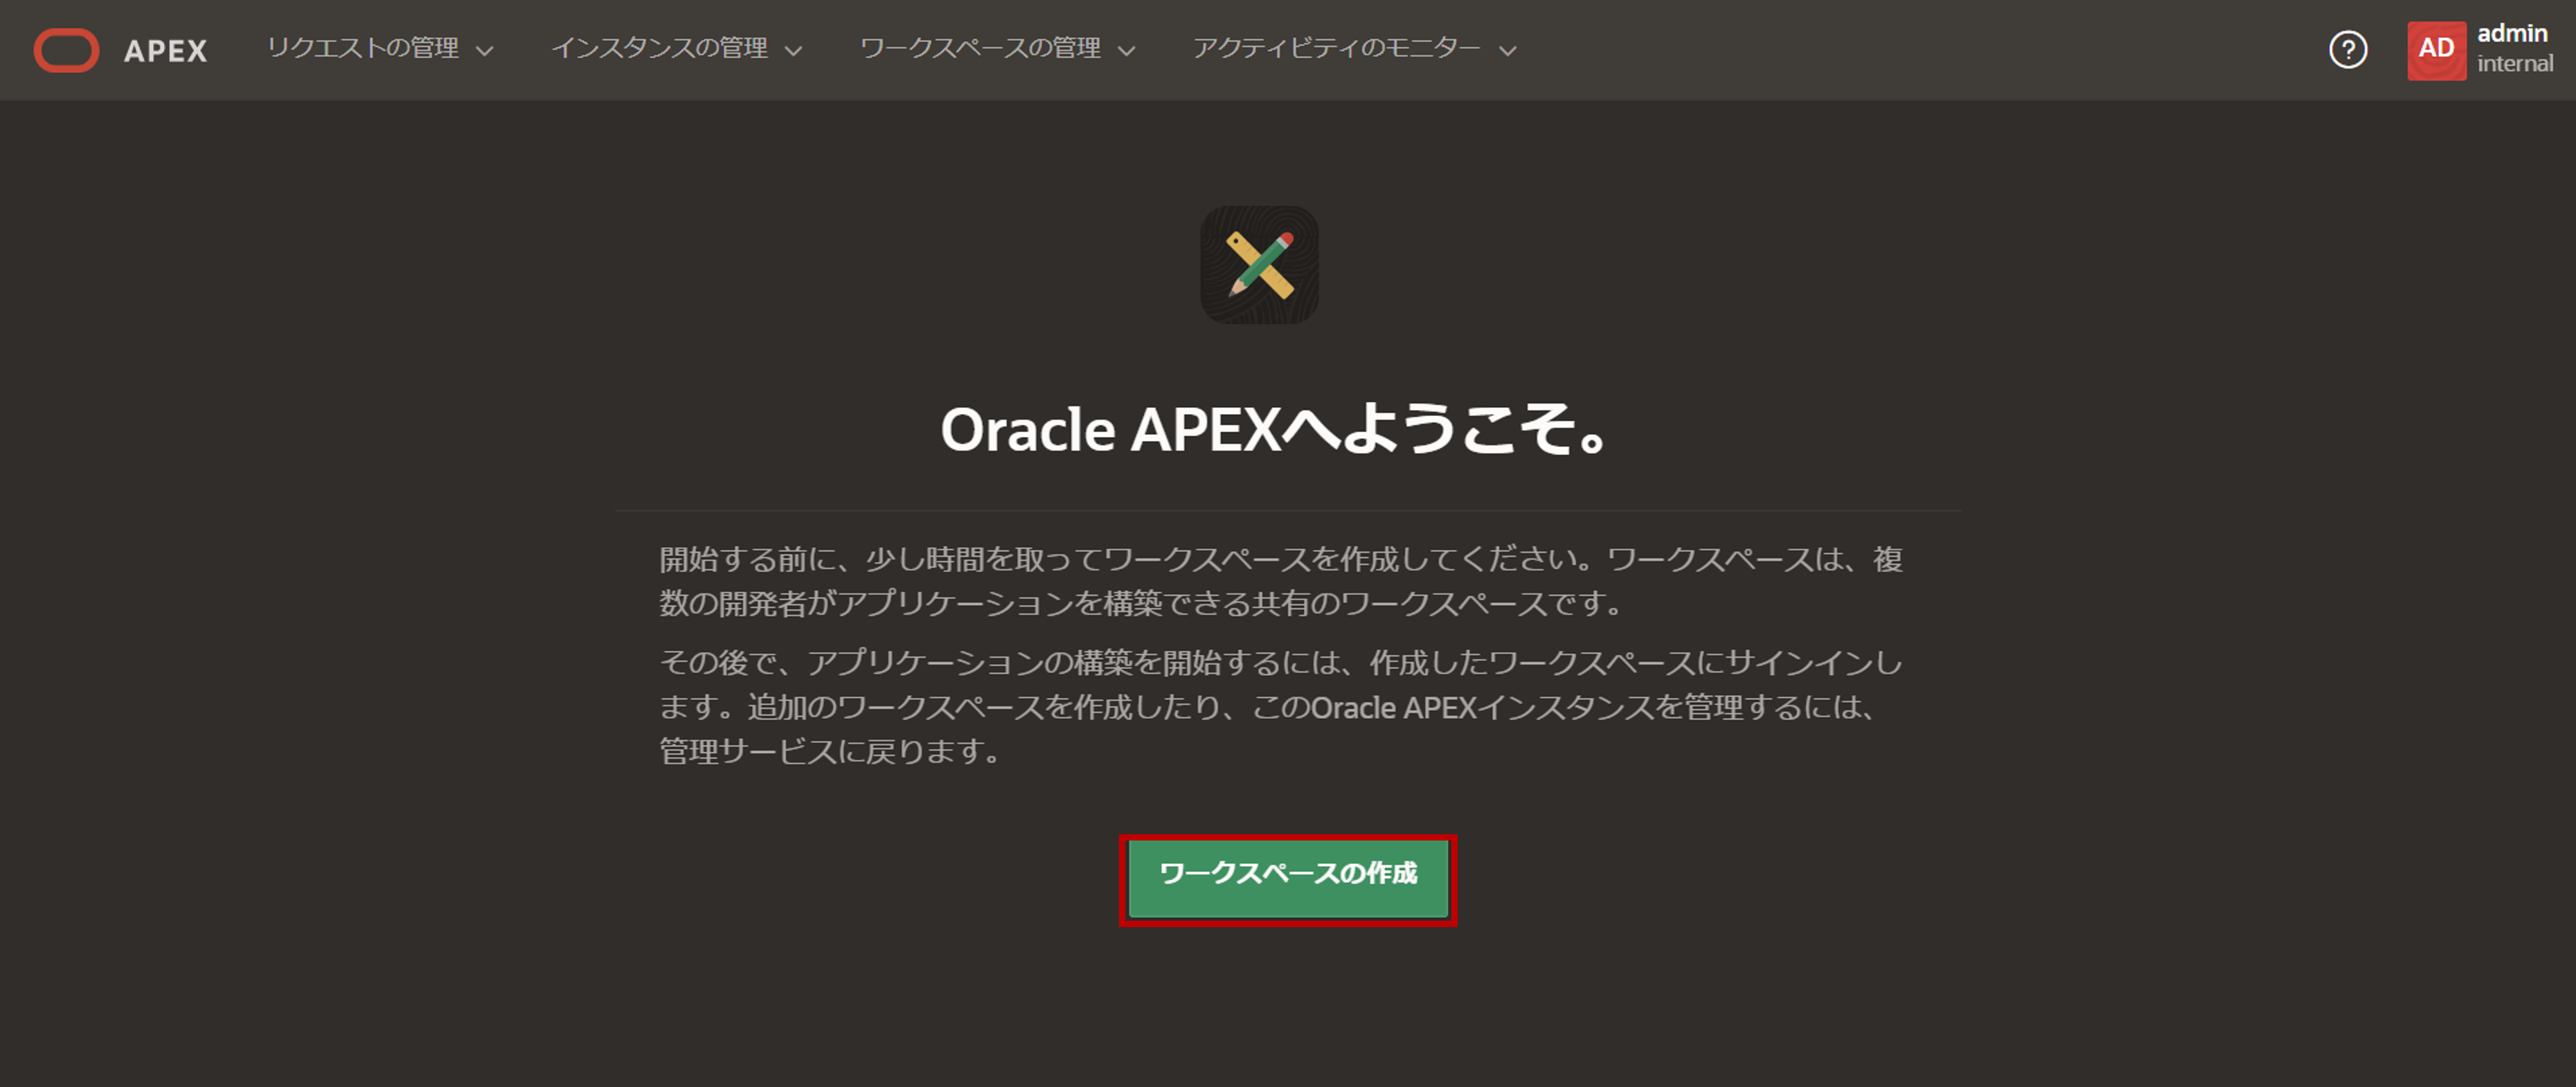 APEX リクエストの管理 インスタンスの管理 ワークスペースの管理 アクティビティのモニター ? AD admin
internal
Oracle APEXへようこそ。
開始する前に、少し時間を取ってワークスペースを作成してください。ワークスペースは、複
数の開発者がアプリケーションを構築できる共有のワークスペースです。
その後で、アプリケーションの構築を開始するには、作成したワークスペースにサインインし
ます。追加のワークスペースを作成したり、このOracle APEXインスタンスを管理するには、
管理サービスに戻ります。
ワークスペースの作成